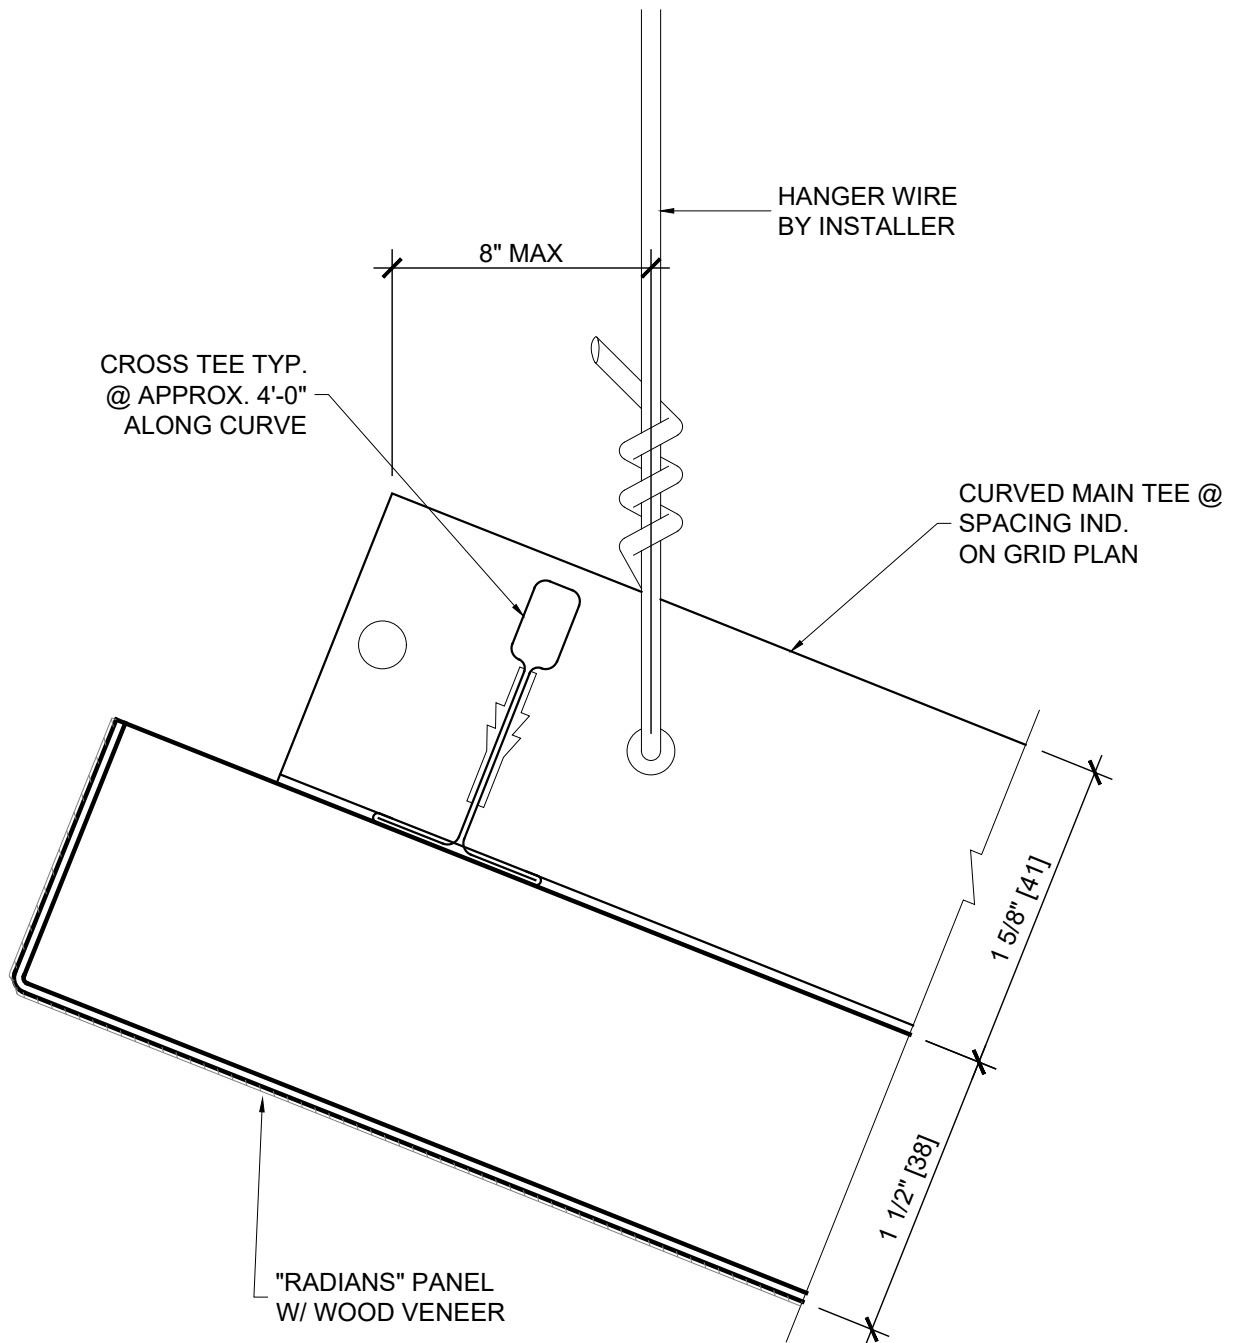 HANGER WIRE
BY INSTALLER
8" MAX
CROSS TEE TYP.
@ APPROX. 4'-0"
ALONG CURVE
CURVED MAIN TEE @
SPACING IND.
ON GRID PLAN
1 5/8" [41]
1 1/2" [38]
"RADIANS" PANEL
W/ WOOD VENEER